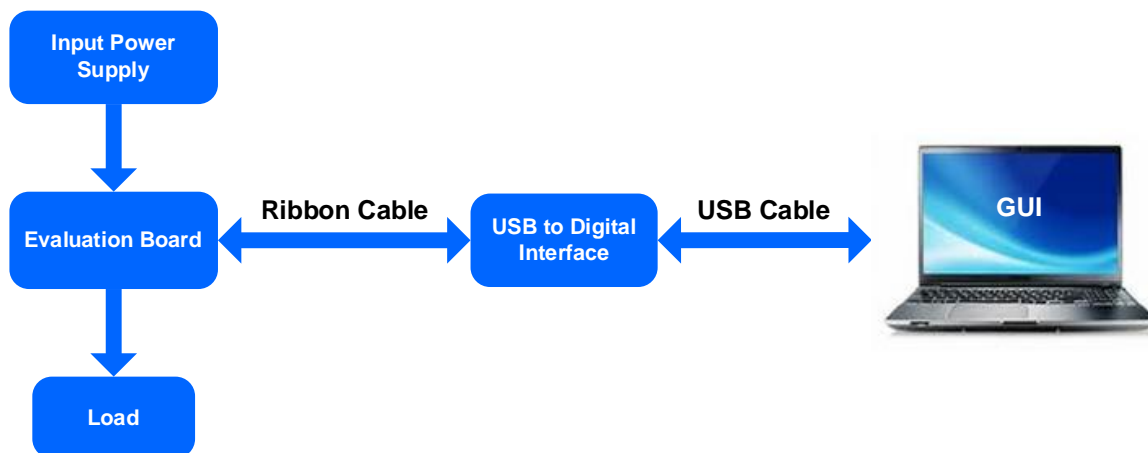 Input Power
Supply
Evaluation Board
Ribbon Cable
USB to Digital
Interface
USB Cable
GUI
Load